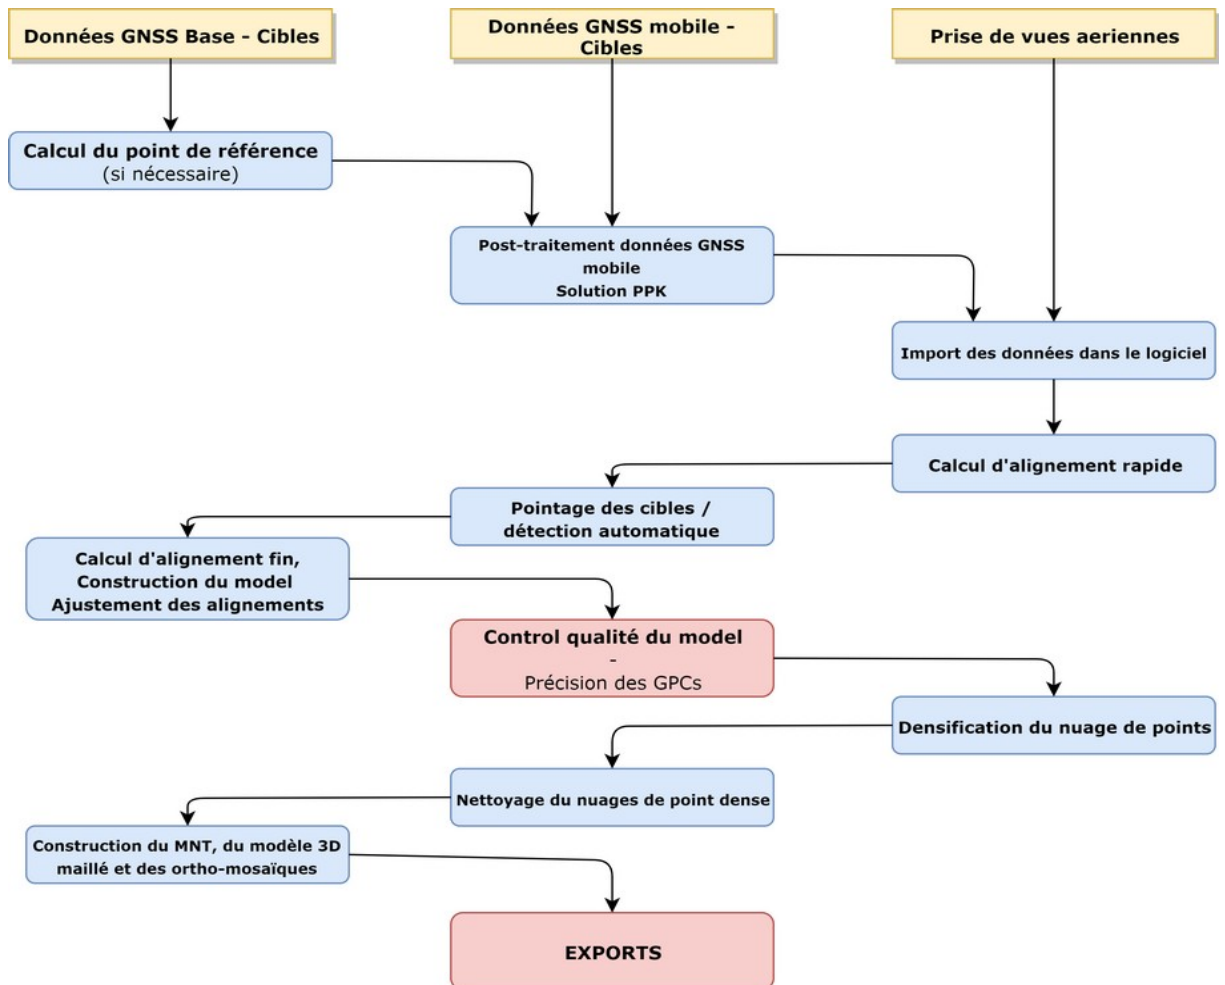 Données GNSS Base - Cibles
Données GNSS mobile -
Cibles
Prise de vues aeriennes
Calcul du point de référence
(si nécessaire)
Post-traitement données GNSS
mobile
Solution PPK
Import des données dans le logiciel
Calcul d'alignement rapide
Pointage des cibles /
détection automatique
Calcul d'alignement fin,
Construction du model
Ajustement des alignements
Control qualité du model
-
Précision des GPCs
Densification du nuage de points
Nettoyage du nuages de point dense
Construction du MNT, du modèle 3D
maillé et des ortho-mosaïques
EXPORTS